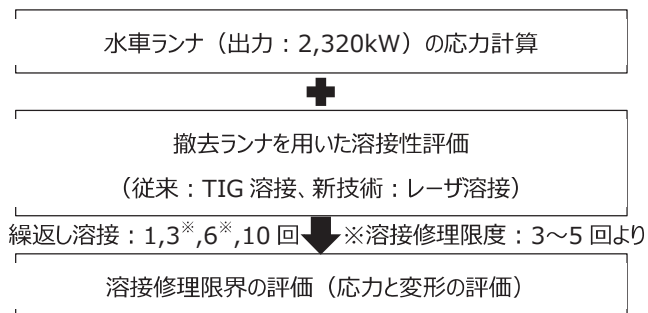 水車ランナ（出力：2,320kW）の応力計算
撤去ランナを用いた溶接性評価
（従来：TIG 溶接、新技術：レーザ溶接）
繰返し溶接：1,3※,6※,10 回
※溶接修理限度：3～5 回より
溶接修理限界の評価（応力と変形の評価）